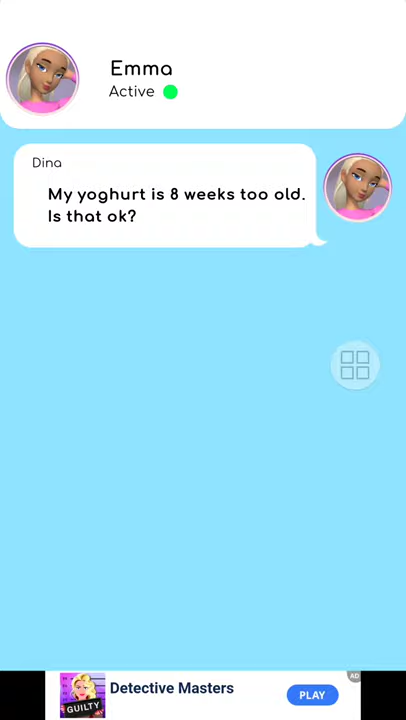 Emma
Active
Dina
My yoghurt is 8 weeks too old.
Is that ok?
AD
Detective Masters
GUILTY
PLAY